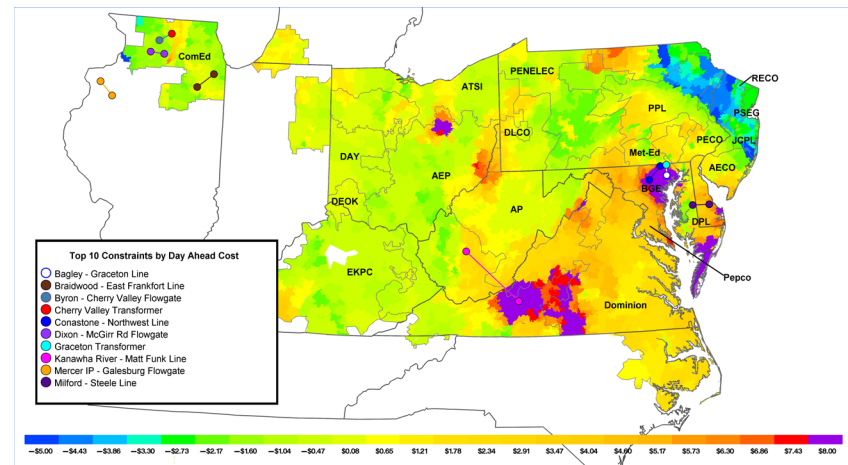 ComEd
PENELEC
RECO
ATSI
PPL
PSEG
DLCO
PECO
JCPL
Met-Ed
DAY
AECO
AEP
BGE
DEOK
AP
DPL
EKPC
Pepco
Dominion
Top 10 Constraints by Day Ahead Cost
Bagley - Graceton Line
Braidwood - East Frankfort Line
Byron - Cherry Valley Flowgate
Cherry Valley Transformer
Conastone - Northwest Line
Dixon - McGirr Rd Flowgate
Graceton Transformer
Kanawha River - Matt Funk Line
Mercer IP - Galesburg Flowgate
Milford - Steele Line
−$5.00 −$4.43 −$3.86 −$3.30 −$2.73 −$2.17 −$1.60 −$1.04 −$0.47 $0.08 $0.65 $1.21 $1.78 $2.34 $2.91 $3.47 $4.04 $4.60 $5.17 $5.73 $6.30 $6.86 $7.43 $8.00